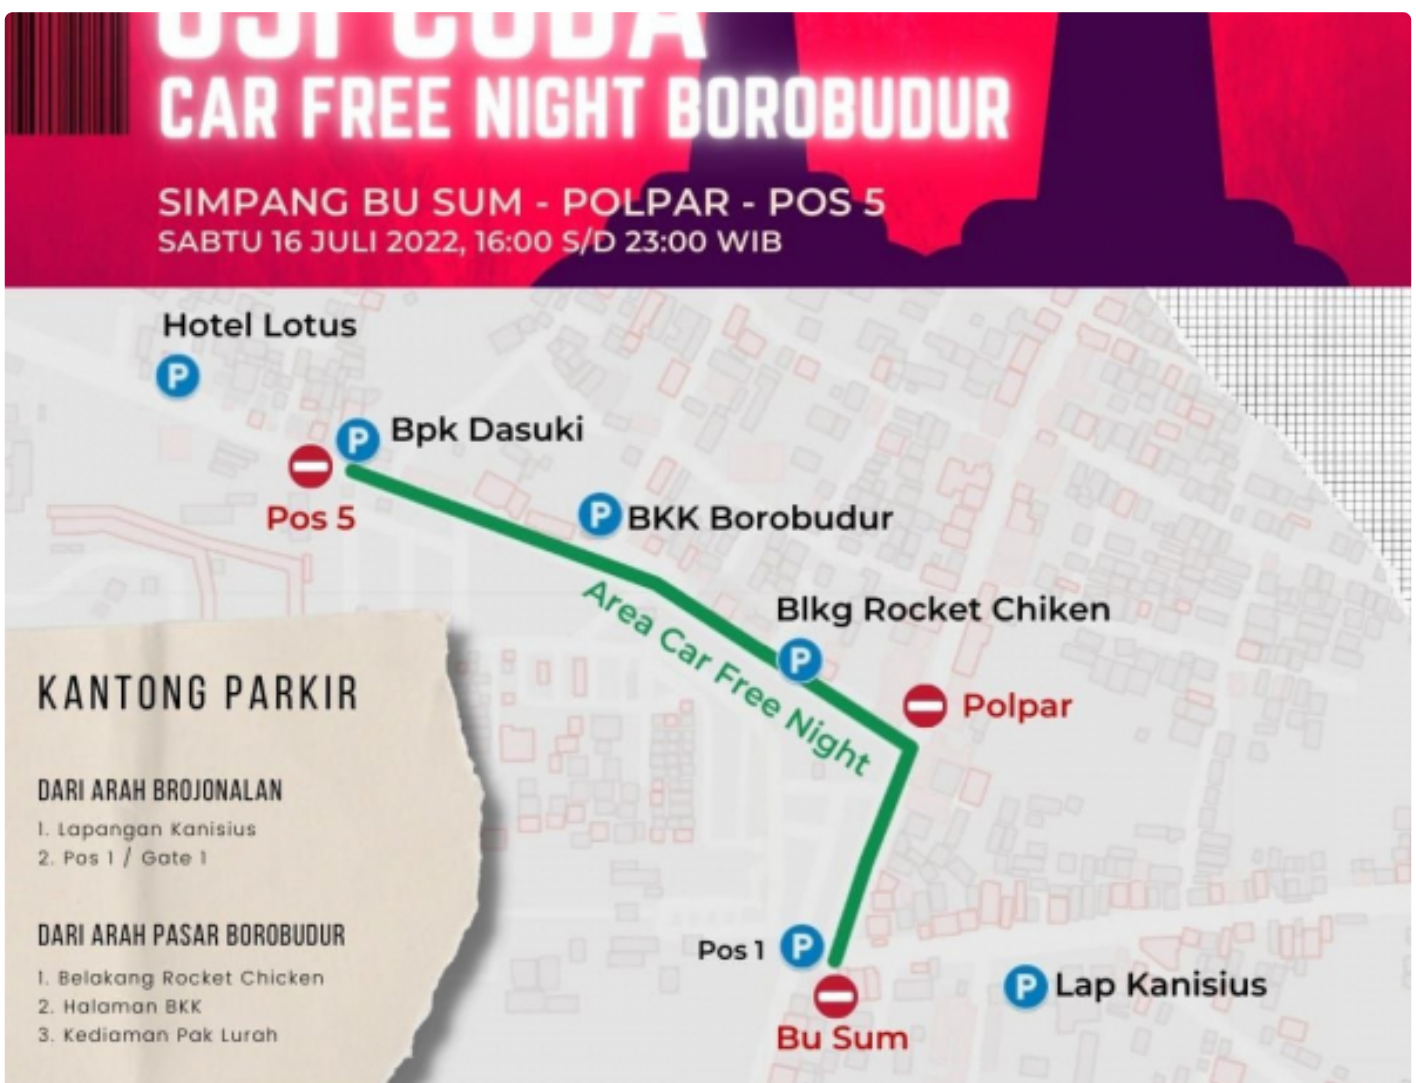 CAR FREE NIGHT BOROBUDUR
SIMPANG BU SUM - POLPAR - POS 5
SABTU 16 JULI 2022, 16:00 S/D 23:00 WIB
Hotel Lotus
P
P
Bpk Dasuki
Pos 5
P
BKK Borobudur
Area Car Free Night
Blkg Rocket Chiken
P
Polpar
KANTONG PARKIR
DARI ARAH BROJONALAN
1. Lapangan Kanisius
2. Pos 1 / Gate 1
DARI ARAH PASAR BOROBUDUR
1. Belakang Rocket Chicken
2. Halaman BKK
3. Kediaman Pak Lurah
Pos 1
P
P
Lap Kanisius
Bu Sum